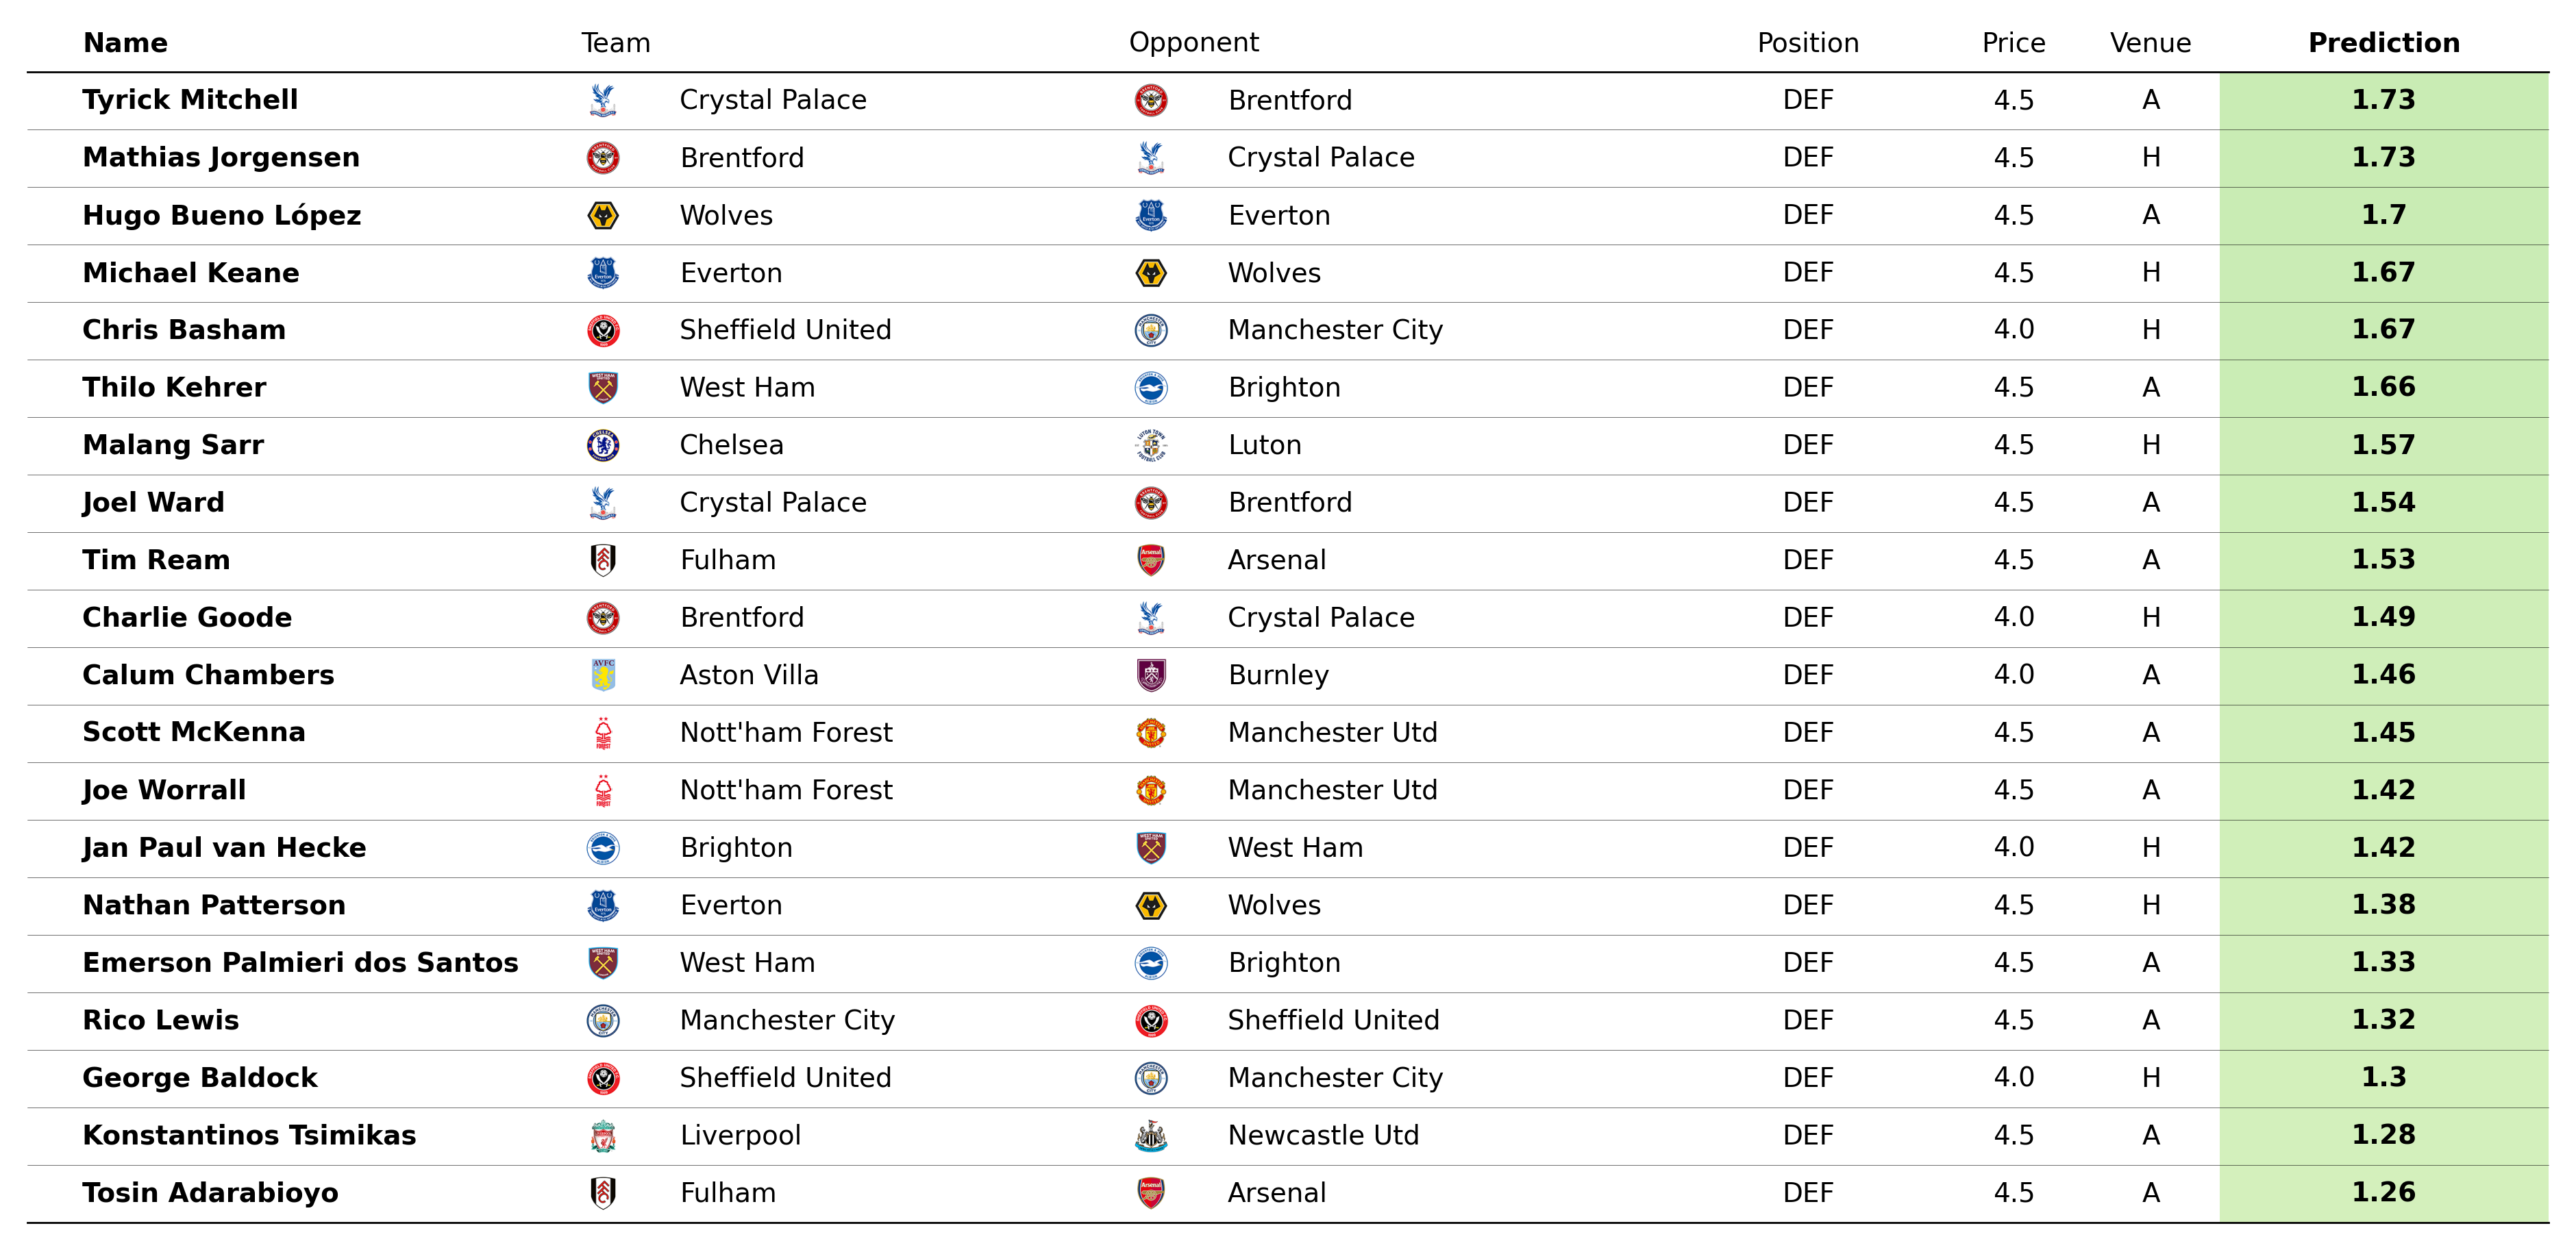 Name Team Opponent Position Price Venue Prediction
Tyrick Mitchell Crystal Palace Brentford DEF 4.5 A 1.73
Mathias Jorgensen Brentford Crystal Palace DEF 4.5 H 1.73
Hugo Bueno López Wolves Everton DEF 4.5 A 1.7
Michael Keane Everton Wolves DEF 4.5 H 1.67
Chris Basham Sheffield United Manchester City DEF 4.0 H 1.67
Thilo Kehrer West Ham Brighton DEF 4.5 A 1.66
Malang Sarr Chelsea Luton DEF 4.5 H 1.57
Joel Ward Crystal Palace Brentford DEF 4.5 A 1.54
Tim Ream Fulham Arsenal DEF 4.5 A 1.53
Charlie Goode Brentford Crystal Palace DEF 4.0 H 1.49
Calum Chambers Aston Villa Burnley DEF 4.0 A 1.46
Scott McKenna Nott'ham Forest Manchester Utd DEF 4.5 A 1.45
Joe Worrall Nott'ham Forest Manchester Utd DEF 4.5 A 1.42
Jan Paul van Hecke Brighton West Ham DEF 4.0 H 1.42
Nathan Patterson Everton Wolves DEF 4.5 H 1.38
Emerson Palmieri dos Santos West Ham Brighton DEF 4.5 A 1.33
Rico Lewis Manchester City Sheffield United DEF 4.5 A 1.32
George Baldock Sheffield United Manchester City DEF 4.0 H 1.3
Konstantinos Tsimikas Liverpool Newcastle Utd DEF 4.5 A 1.28
Tosin Adarabioyo Fulham Arsenal DEF 4.5 A 1.26